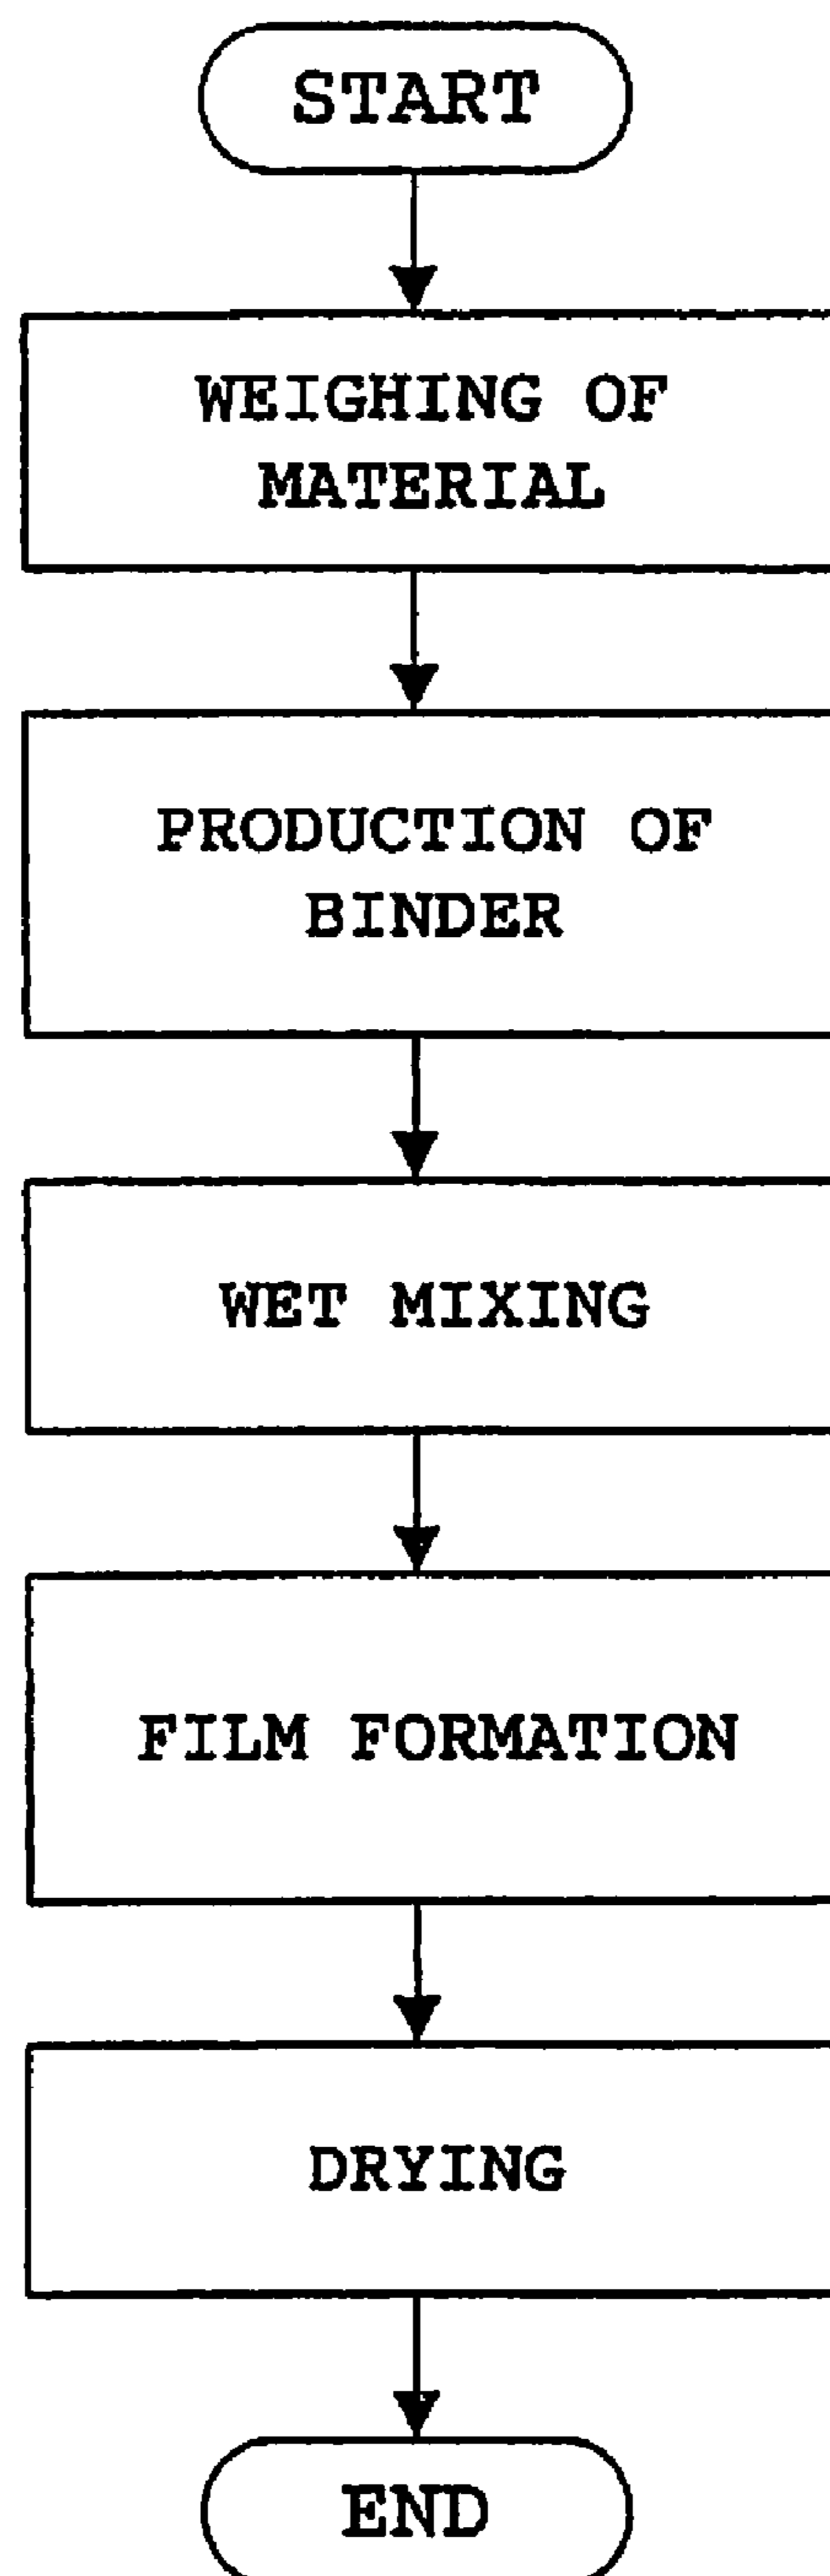 START
WEIGHING OF
MATERIAL
PRODUCTION OF
BINDER
WET MIXING
FILM FORMATION
DRYING
END